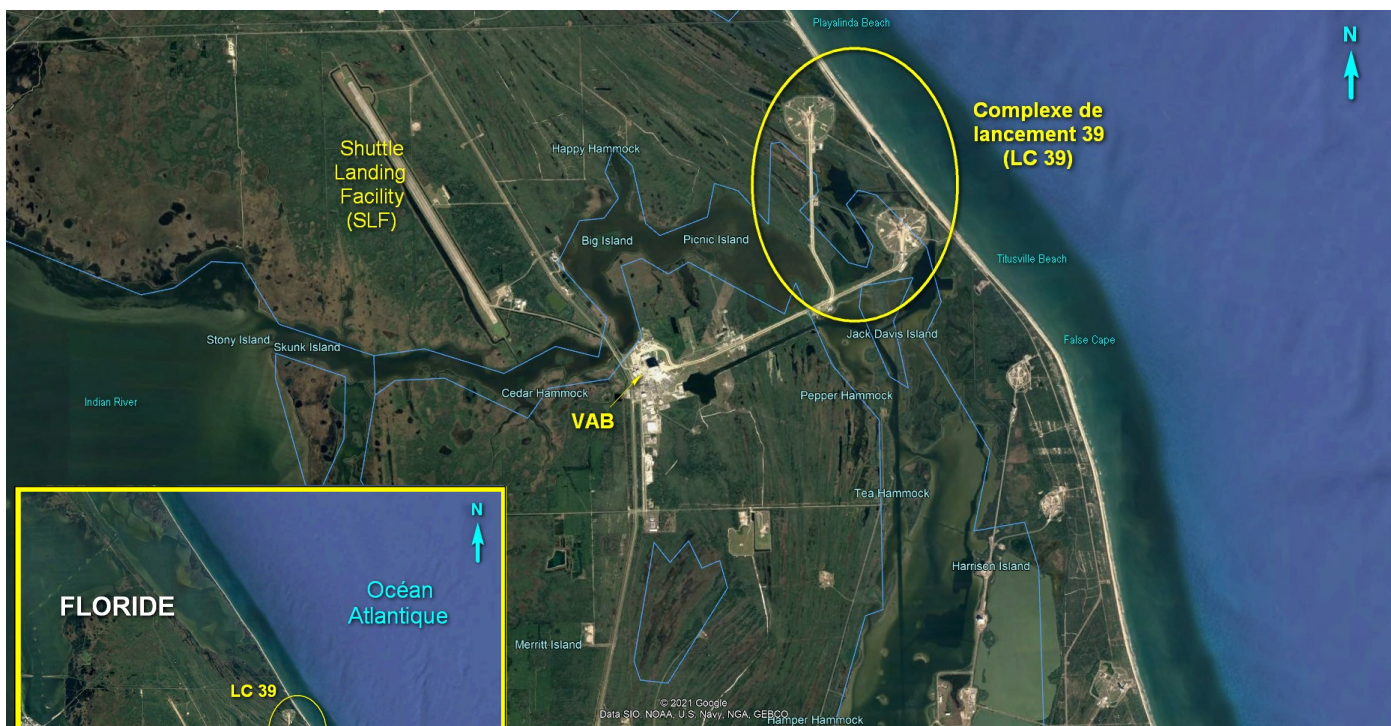 Playalinda Beach
N
Complexe de
lancement 39
(LC 39)
Shuttle
Landing
Facility
(SLF)
Happy Hammock
Big Island
Picnic Island
Titusville Beach
Stony Island
Skunk Island
Jack Davis Island
False Cape
Indian River
Cedar Hammock
Pepper Hammock
VAB
Tea Hammock
N
Océan
Atlantique
FLORIDE
Harrison Island
Merritt Island
LC 39
© 2021 Google
Data SIO, NOAA, U.S. Navy, NGA, GEBCO
Hamper Hammock